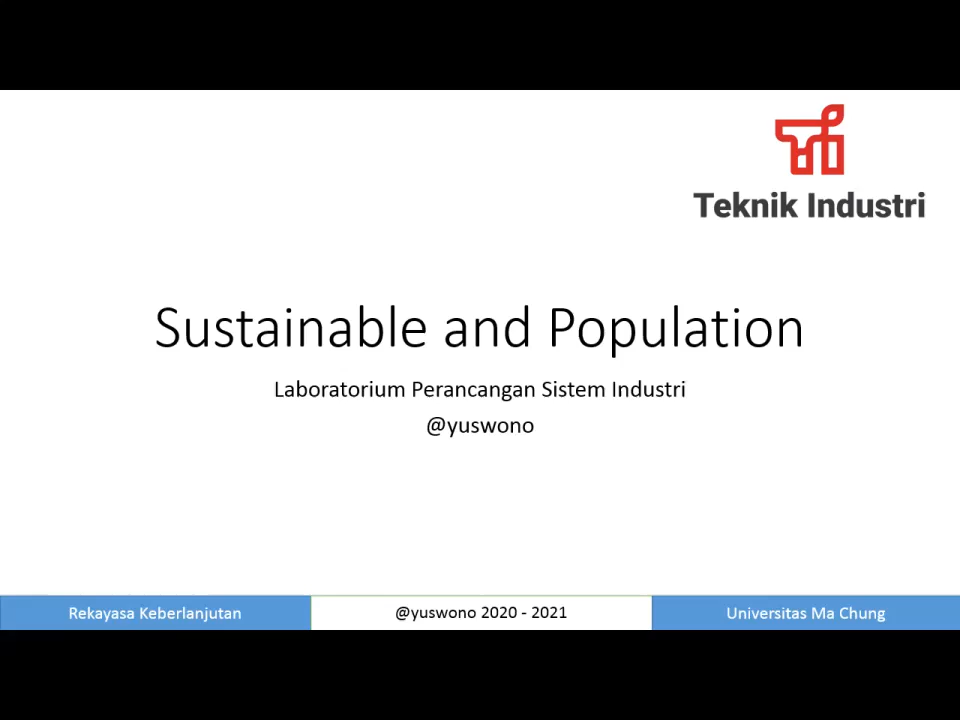 Teknik Industri
Sustainable and Population
Laboratorium Perancangan Sistem Industri
@yuswono
Rekayasa Keberlanjutan
@yuswono 2020 - 2021
Universitas Ma Chung